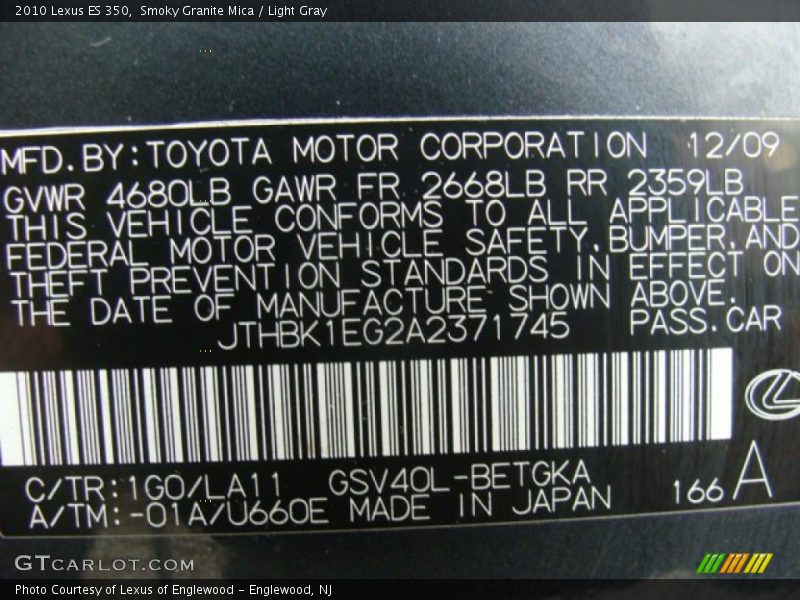 2010 Lexus ES 350,  Smoky Granite Mica / Light Gray
MFD.BY:TOYOTA MOTOR CORPORATION 12/09
GVWR 4680LB GAWR FR 2668LB RR 2359LB
THIS VEHICLE CONFORMS TO ALL APPLICABLE
FEDERAL MOTOR VEHICLE SAFETY,BUMPER,AND
THEFT PREVENTION STANDARDS IN EFFECT ON
THE DATE OF MANUFACTURE SHOWN ABOVE.
JTHBK1EG2A2371745 PASS.CAR
C/TR:1G0/LA11 GSV40L-BETGKA 166 A
A/TM:-01A/U660E MADE IN JAPAN
GTCARLOT.COM
Photo Courtesy of Lexus of Englewood - Englewood, NJ